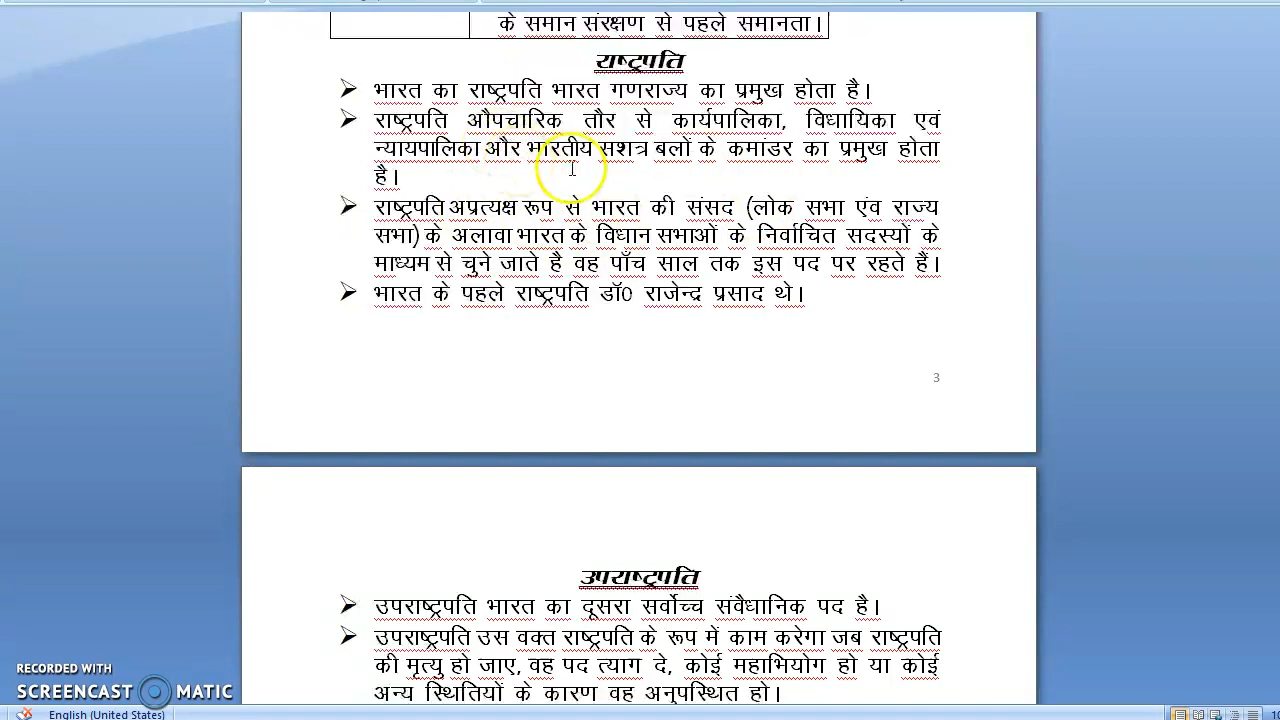 के समान संरक्षण से पहले समानता।
राष्ट्रपति
➢ भारत का राष्ट्रपति भारत गणराज्य का प्रमुख होता है।
➢ राष्ट्रपति औपचारिक तौर से कार्यपालिका, विधायिका एवं
न्यायपालिका और भारतीय सशत्र बलों के कमांडर का प्रमुख होता
है।
➢ राष्ट्रपति अप्रत्यक्ष रूप से भारत की संसद (लोक सभा एंव राज्य
सभा) के अलावा भारत के विधान सभाओं के निर्वाचित सदस्यों के
माध्यम से चुने जाते है वह पाँच साल तक इस पद पर रहते हैं।
➢ भारत के पहले राष्ट्रपति डॉ0 राजेन्द्र प्रसाद थे।
3
उपराष्ट्रपति
➢ उपराष्ट्रपति भारत का दूसरा सर्वोच्च संवैधानिक पद है।
➢ उपराष्ट्रपति उस वक्त राष्ट्रपति के रूप में काम करेगा जब राष्ट्रपति
की मृत्यु हो जाए, वह पद त्याग दे, कोई महाभियोग हो या कोई
अन्य स्थितियों के कारण वह अनुपस्थित हो।
RECORDED WITH
SCREENCAST MATIC
English (United States)